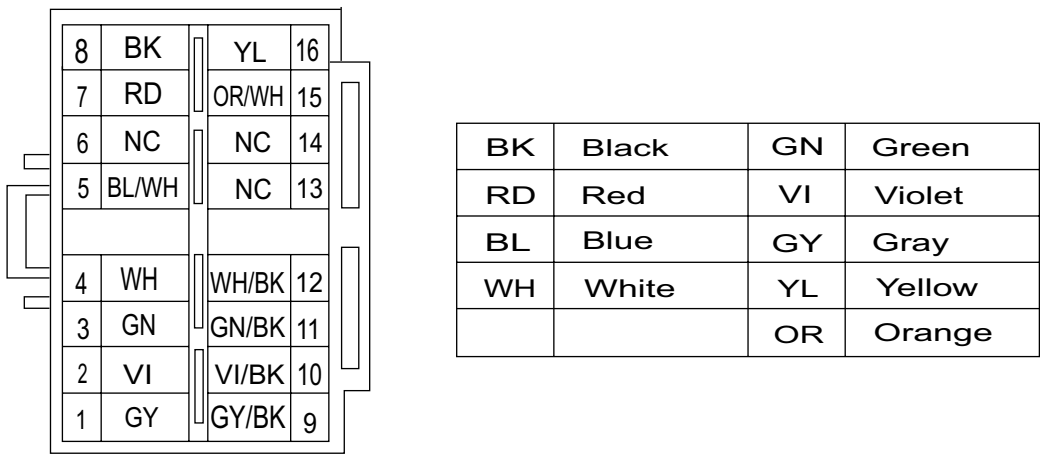 8 BK YL 16
7 RD OR/WH 15
6 NC NC 14
5 BL/WH NC 13
4 WH WH/BK 12
3 GN GN/BK 11
2 VI VI/BK 10
1 GY GY/BK 9
BK Black GN Green
RD Red VI Violet
BL Blue GY Gray
WH White YL Yellow
OR Orange